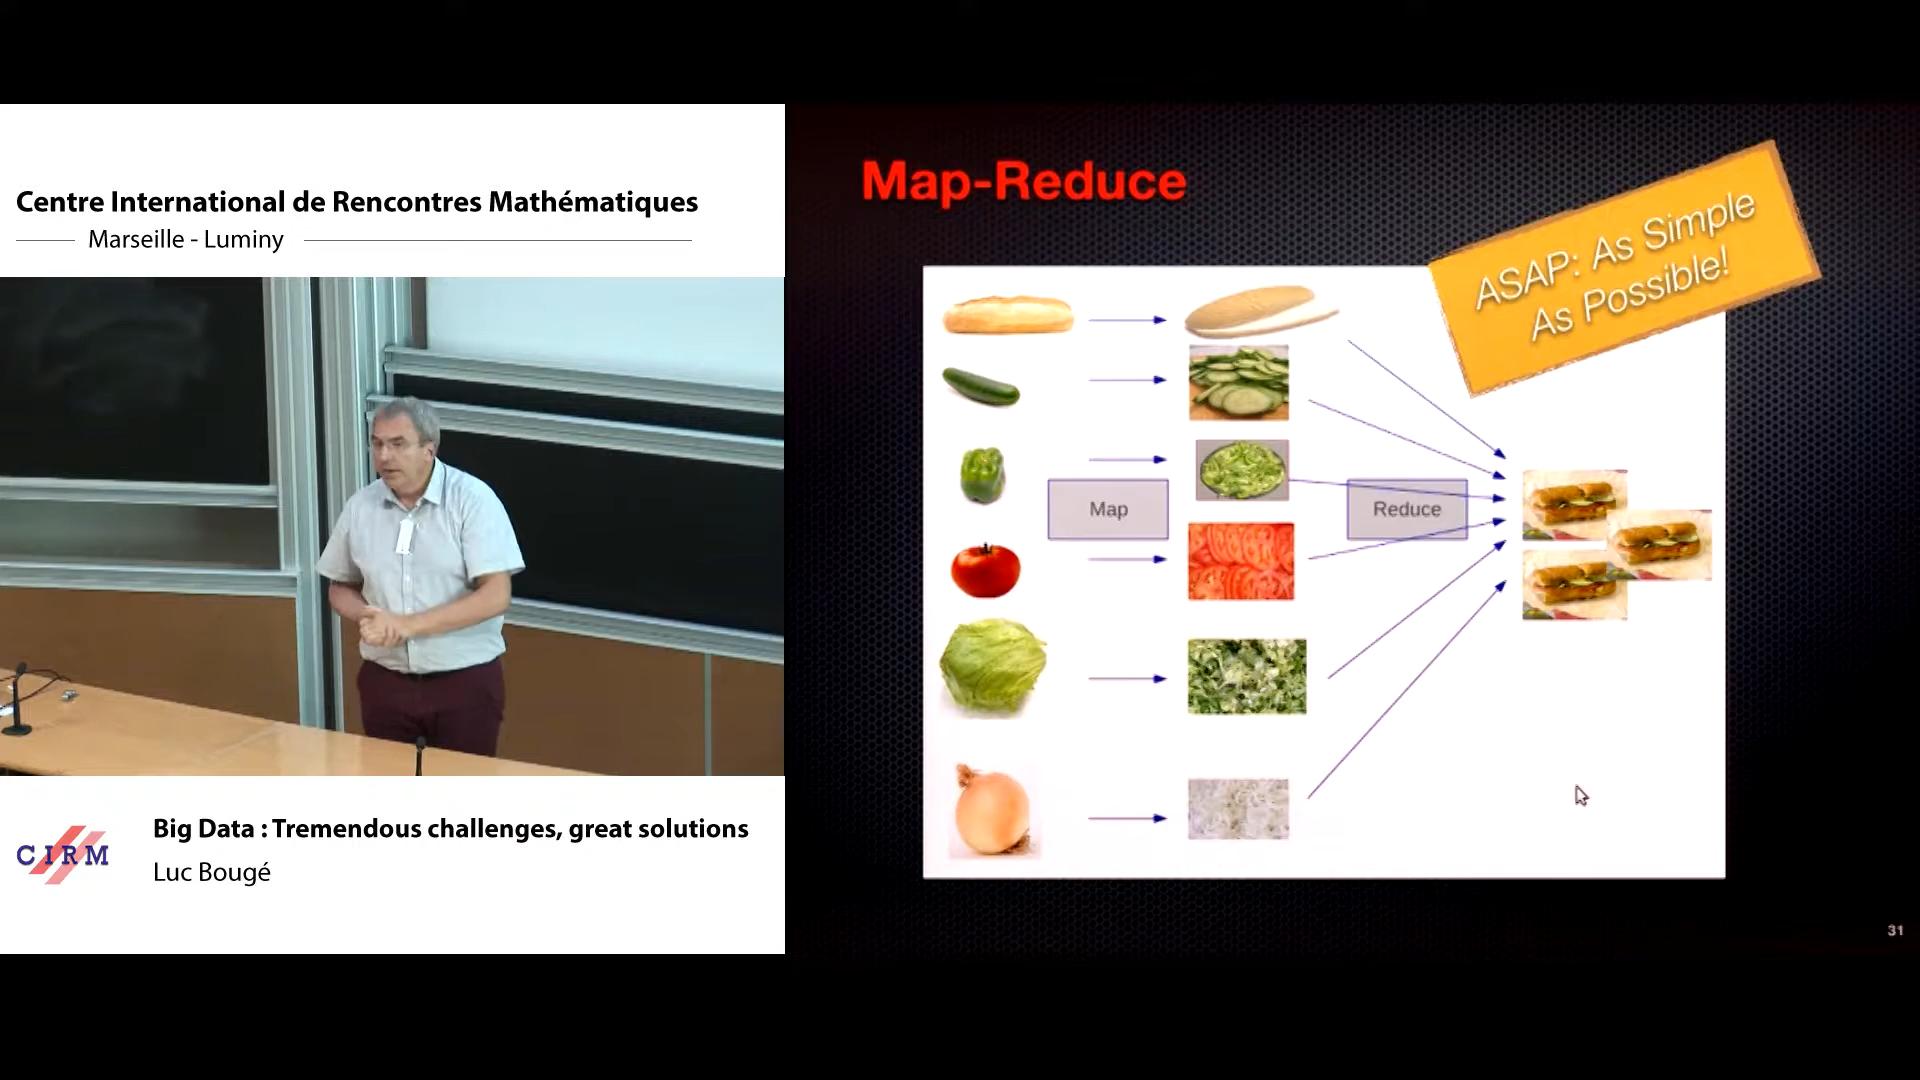 Centre International de Rencontres Mathématiques
Marseille - Luminy
CIRM
Big Data : Tremendous challenges, great solutions
Luc Bougé
Map-Reduce
ASAP: As Simple
As Possible!
Map
Reduce
31